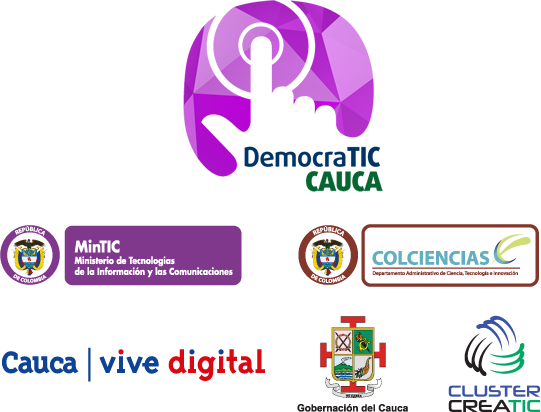 DemocraTIC
CAUCA
REPÚBLICA
DE COLOMBIA
MinTIC
Ministerio de Tecnologías
de la Información y las Comunicaciones
REPÚBLICA
DE COLOMBIA
COLCIENCIAS
Departamento Administrativo de Ciencia, Tecnología e Innovación
Cauca | vive digital
Gobernación del Cauca
CLUSTER
CREATIC